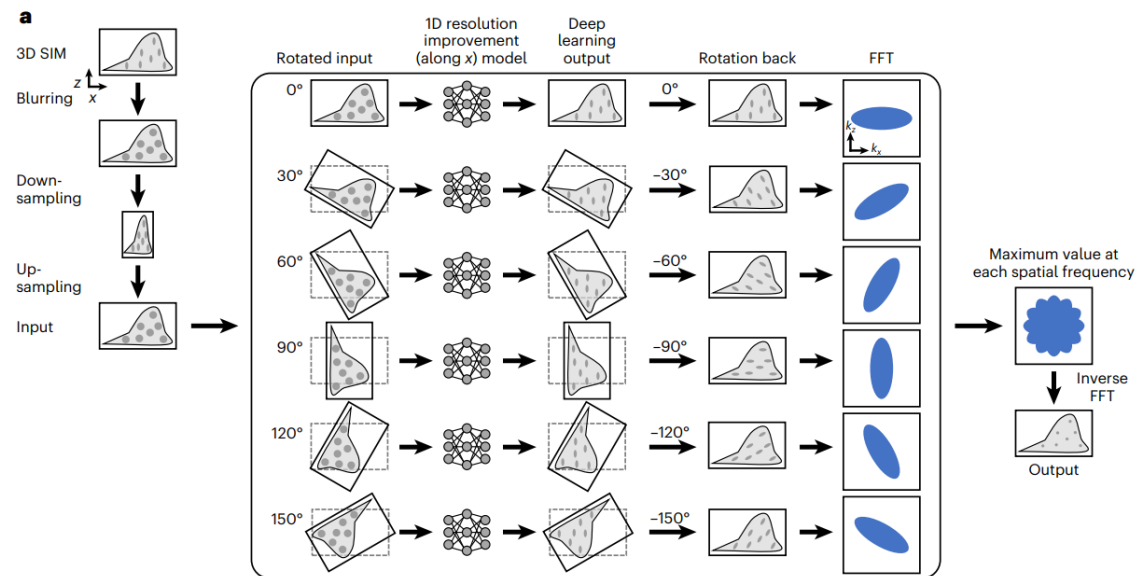 a
3D SIM
z
x
Blurring
Down-
sampling
Up-
sampling
Input
Rotated input
1D resolution
improvement
(along x) model
Deep
learning
output
Rotation back
FFT
0°
0°
kz
kx
30°
–30°
60°
–60°
90°
–90°
120°
–120°
150°
–150°
Maximum value at
each spatial frequency
Inverse
FFT
Output